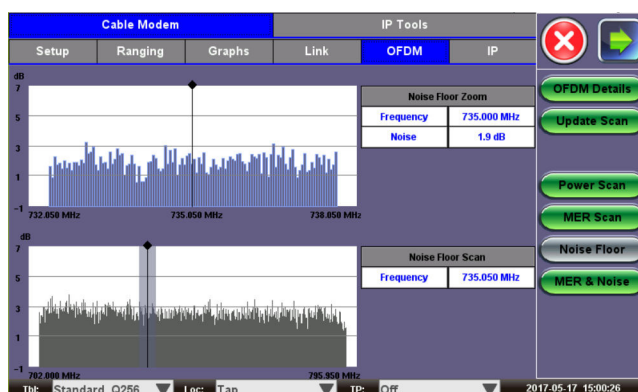 Cable Modem IP Tools
Setup Ranging Graphs Link OFDM IP
dB
7
5
3
1
-1
732.050 MHz 735.050 MHz 738.050 MHz
Noise Floor Zoom
Frequency 735.000 MHz
Noise 1.9 dB
dB
7
5
3
1
-1
702.000 MHz 795.950 MHz
Noise Floor Scan
Frequency 735.050 MHz
OFDM Details
Update Scan
Power Scan
MER Scan
Noise Floor
MER & Noise
Tbl: Standard_Q256 Loc: Tap TP: Off 2017-05-17 15:00:26